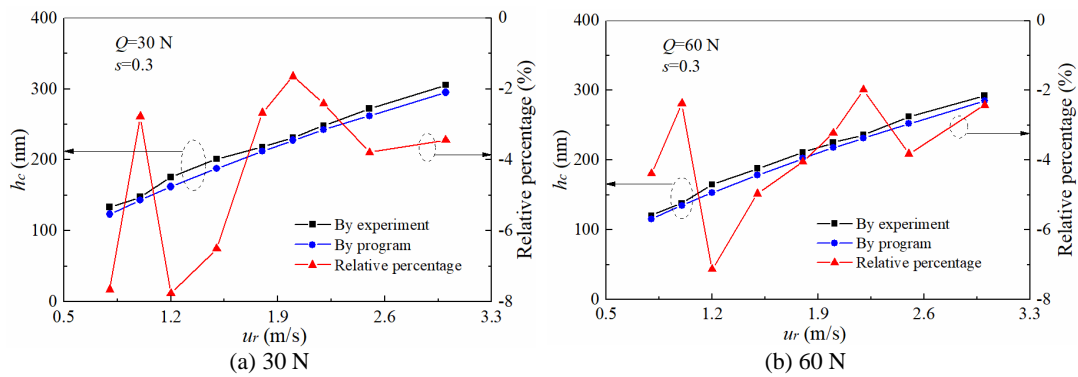 400
300
200
100
0
h_c (nm)
Q=30 N
s=0.3
By experiment
By program
Relative percentage
0
-2
-4
-6
-8
Relative percentage (%)
0.5 1.2 1.9 2.6 3.3
u_r (m/s)
(a) 30 N
400
300
200
100
0
h_c (nm)
Q=60 N
s=0.3
By experiment
By program
Relative percentage
0
-2
-4
-6
-8
Relative percentage (%)
0.5 1.2 1.9 2.6 3.3
u_r (m/s)
(b) 60 N